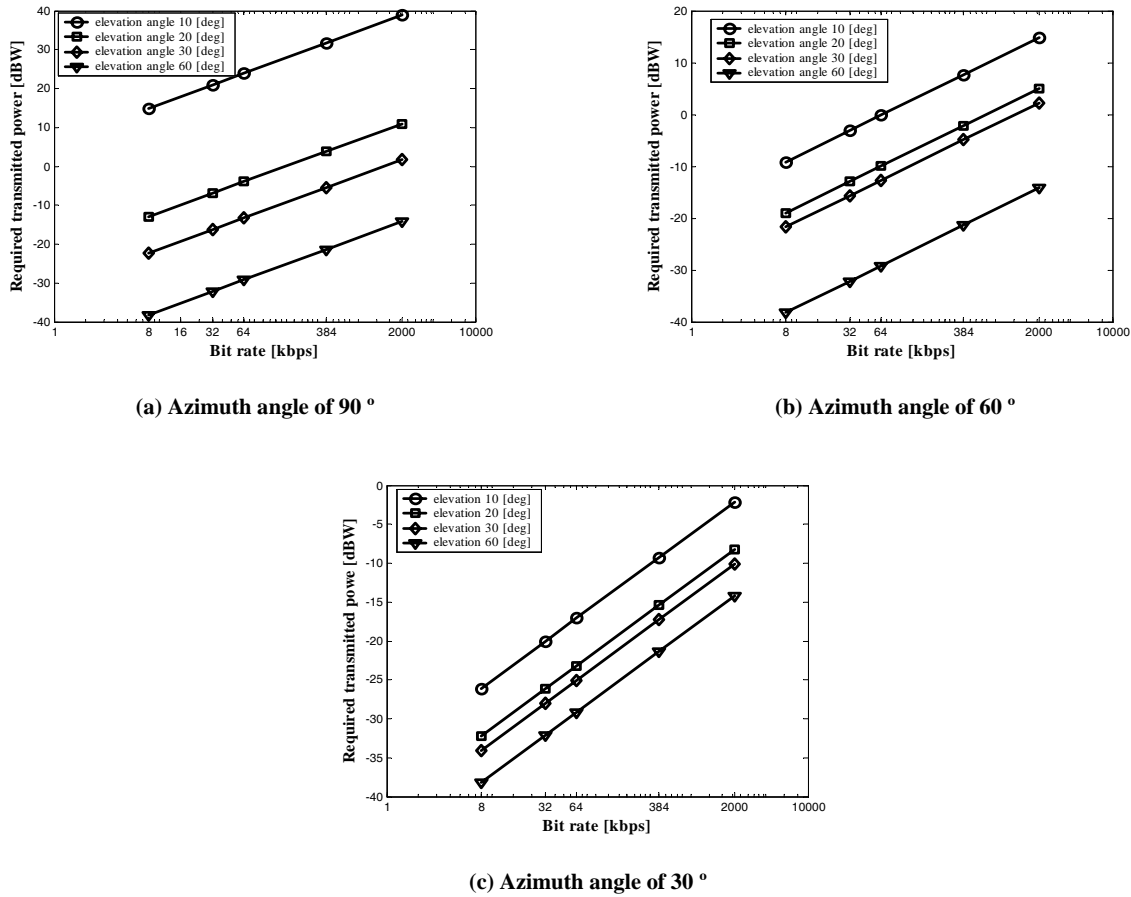 elevation angle 10 [deg]
elevation angle 20 [deg]
elevation angle 30 [deg]
elevation angle 60 [deg]
Required transmitted power [dBW]
40
30
20
10
0
-10
-20
-30
-40
1 8 16 32 64 384 2000 10000
Bit rate [kbps]
(a) Azimuth angle of 90 º
elevation angle 10 [deg]
elevation angle 20 [deg]
elevation angle 30 [deg]
elevation angle 60 [deg]
Required transmitted power [dBW]
20
10
0
-10
-20
-30
-40
1 8 32 64 384 2000 10000
Bit rate [kbps]
(b) Azimuth angle of 60 º
elevation 10 [deg]
elevation 20 [deg]
elevation 30 [deg]
elevation 60 [deg]
Required transmitted powe [dBW]
0
-5
-10
-15
-20
-25
-30
-35
-40
1 8 32 64 384 2000 10000
Bit rate [kbps]
(c) Azimuth angle of 30 º